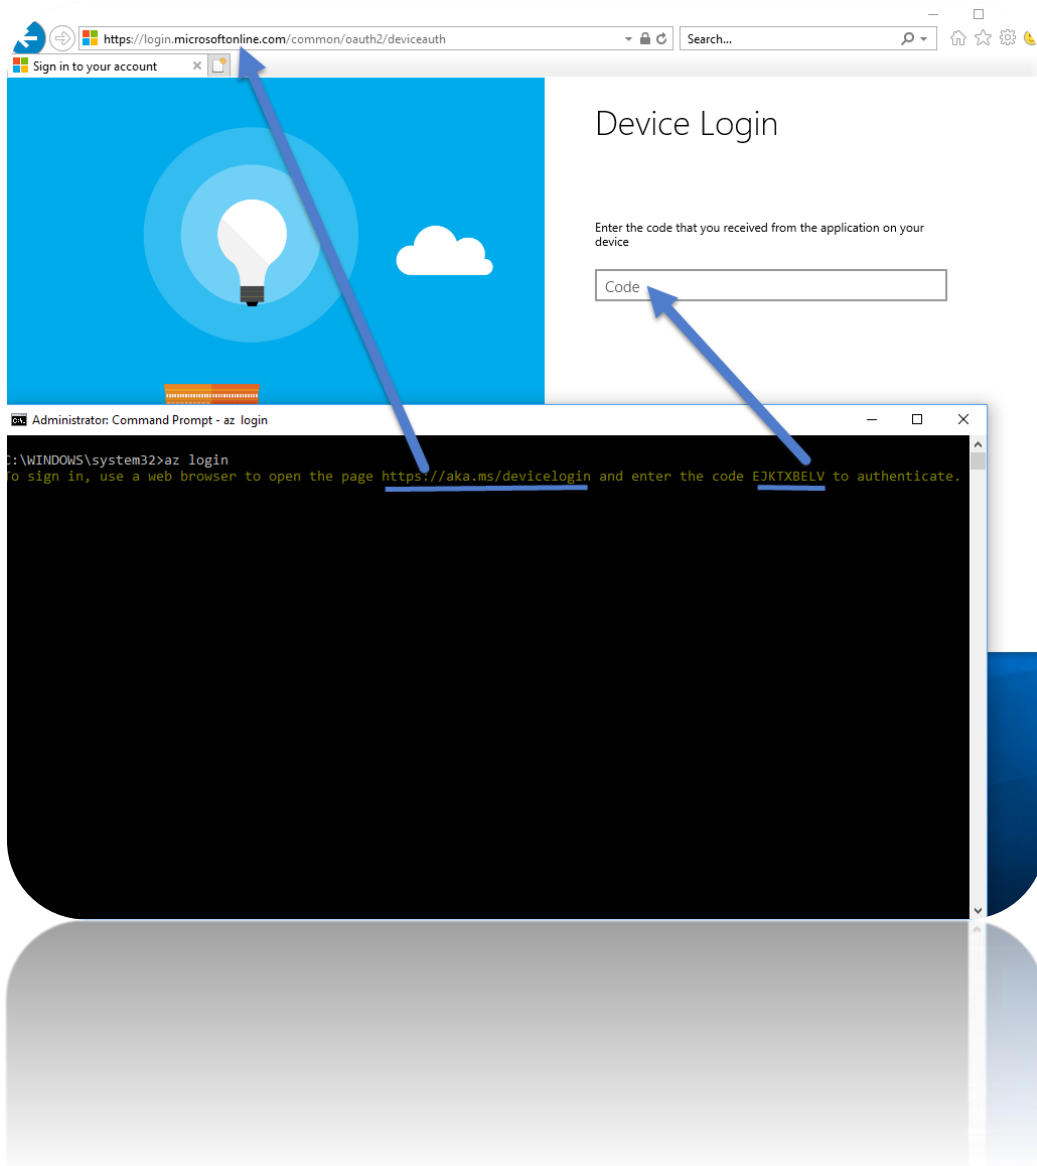 https://login.microsoftonline.com/common/oauth2/deviceauth
Search...
Sign in to your account
Device Login
Enter the code that you received from the application on your
device
Code
Administrator: Command Prompt - az login
C:\WINDOWS\system32>az login
To sign in, use a web browser to open the page https://aka.ms/devicelogin and enter the code EJKTXBELV to authenticate.